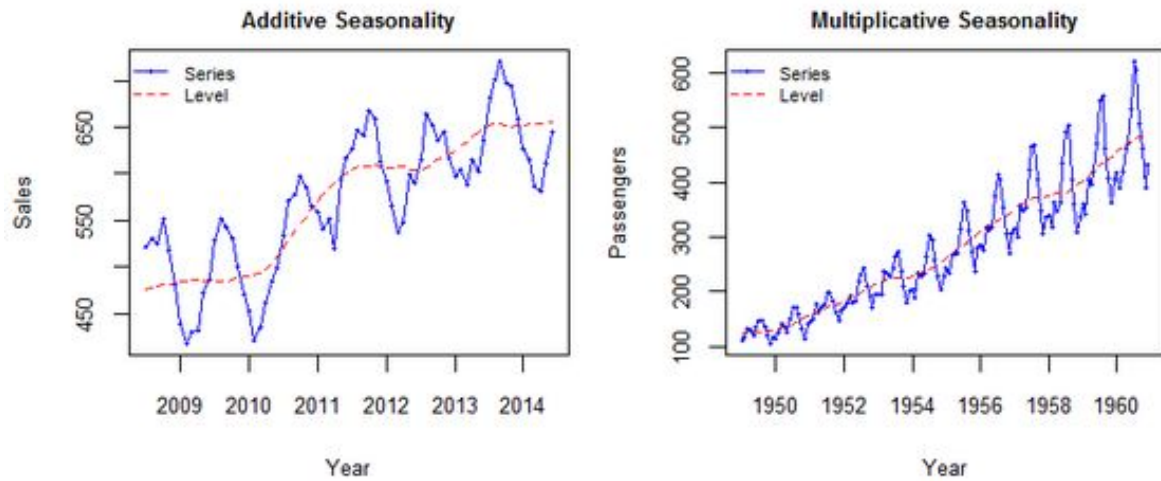 Additive Seasonality
Series
Level
Sales
650
550
450
2009 2010 2011 2012 2013 2014
Year
Multiplicative Seasonality
Series
Level
Passengers
600
500
400
300
200
100
1950 1952 1954 1956 1958 1960
Year